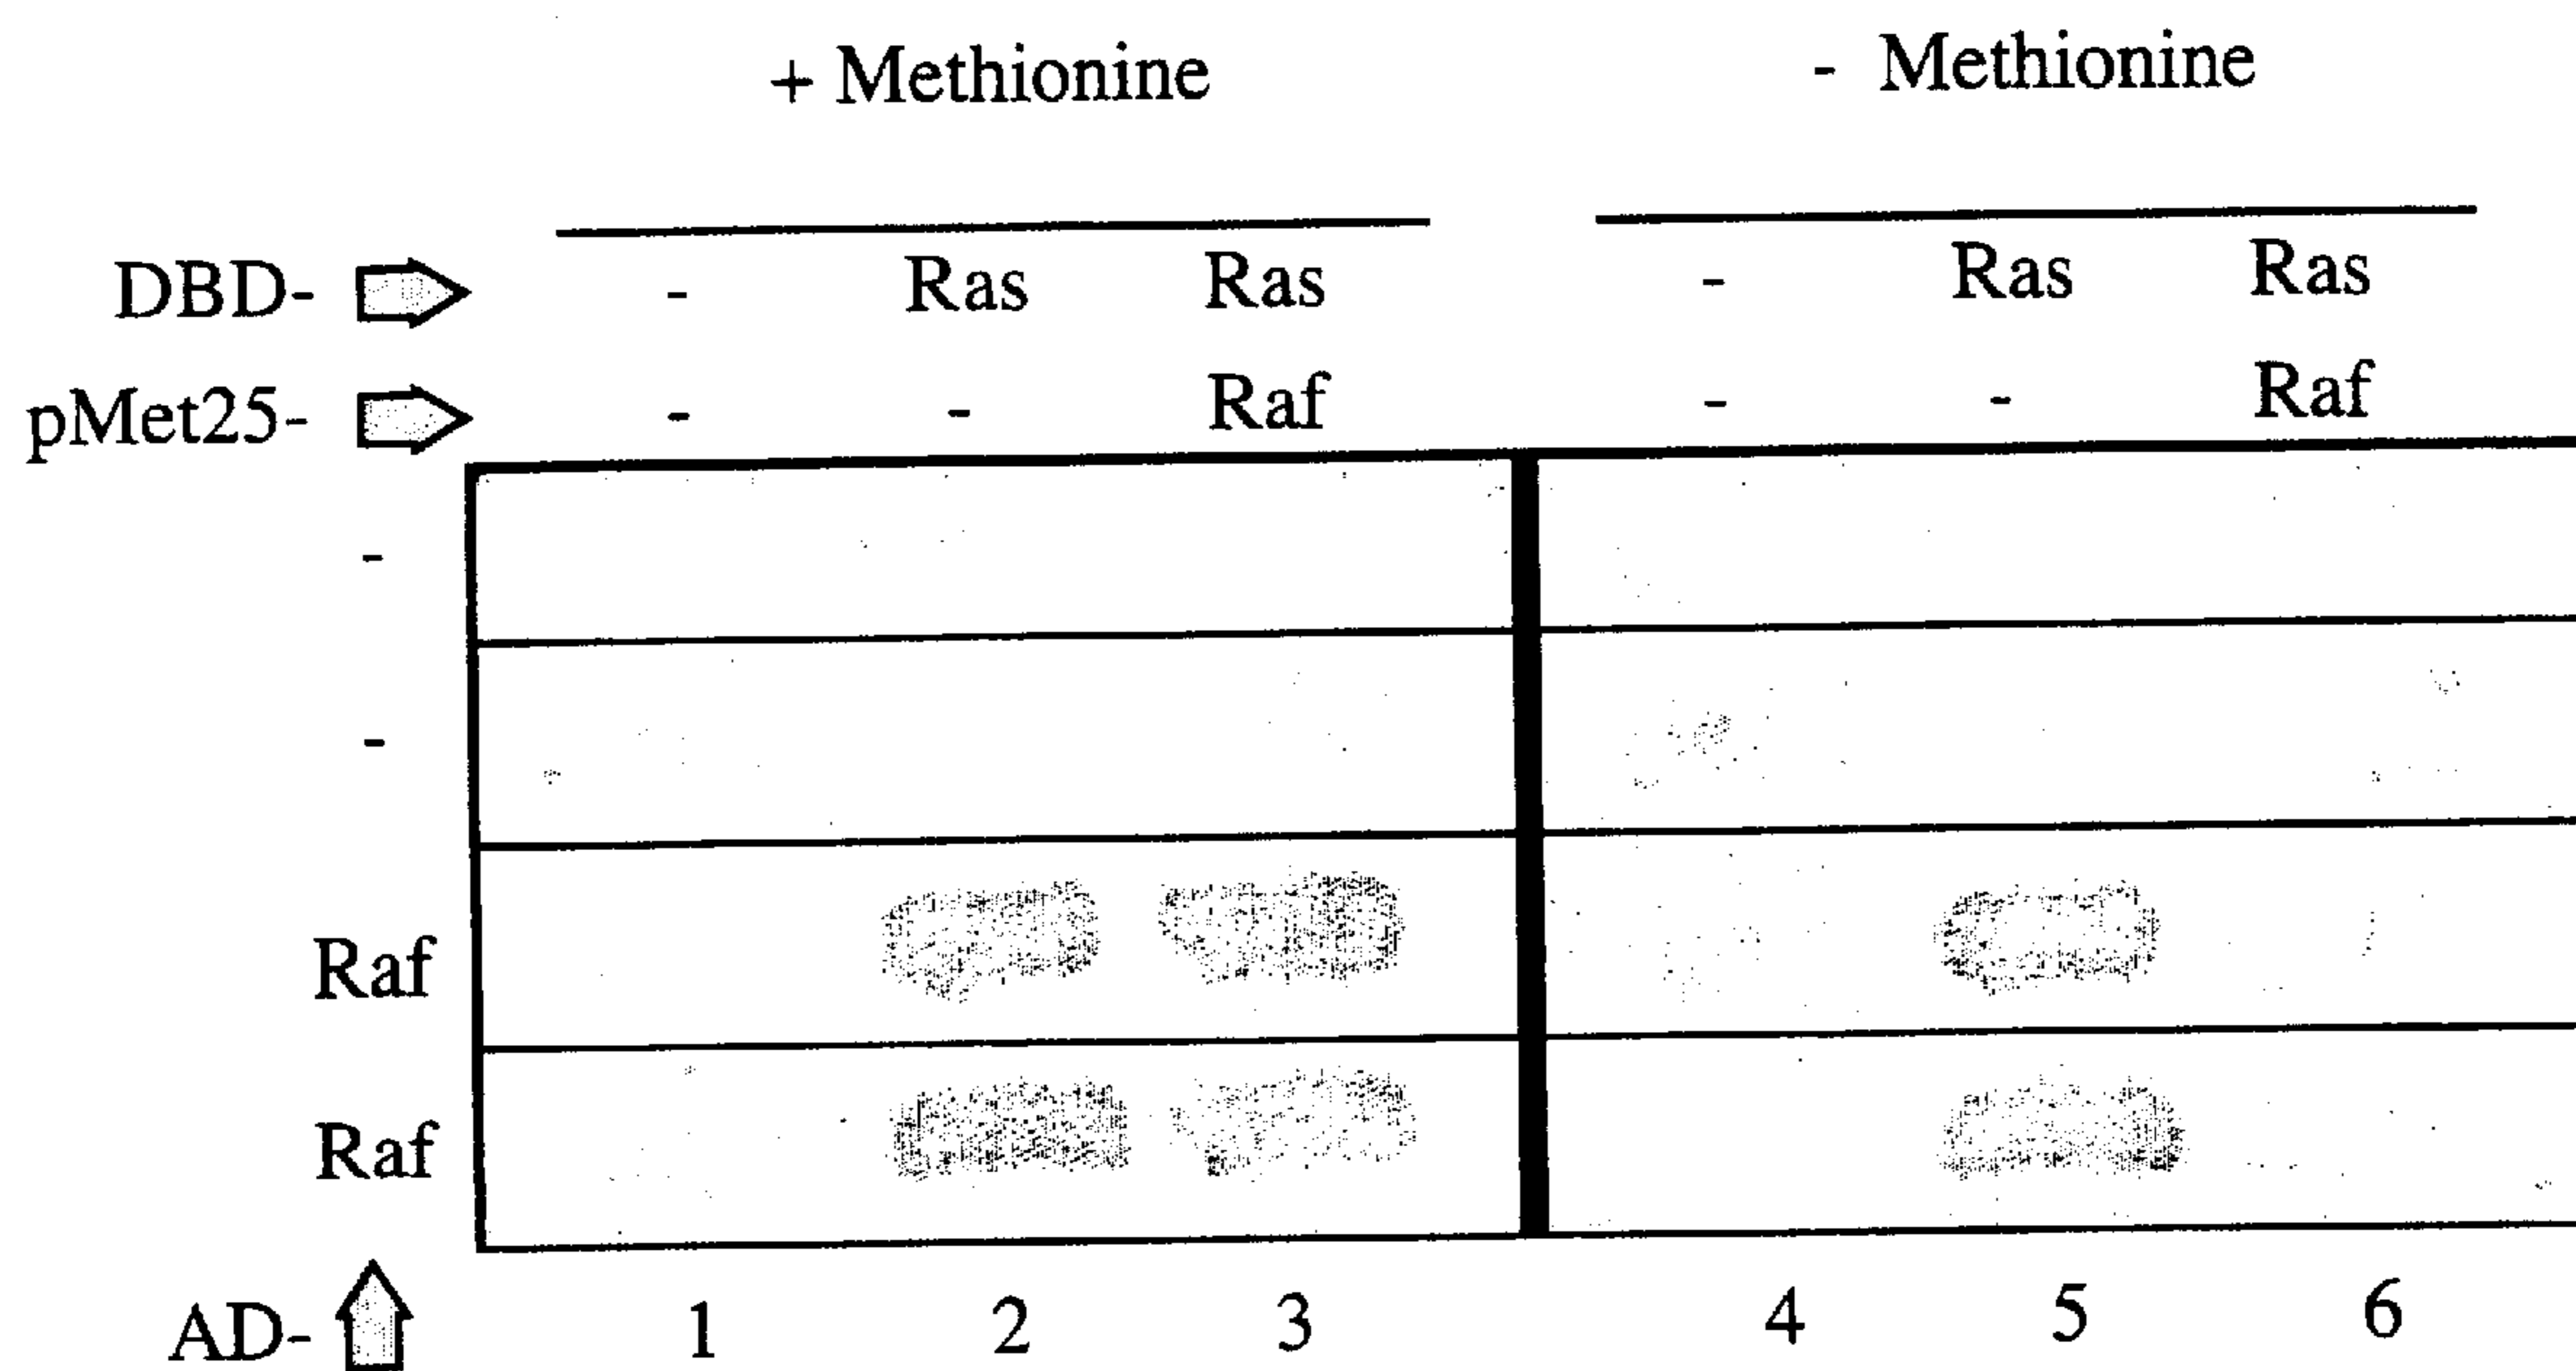 + Methionine - Methionine
DBD- - Ras Ras - Ras Ras
pMet25- - - Raf - - Raf
-
-
Raf
Raf
AD- 1 2 3 4 5 6